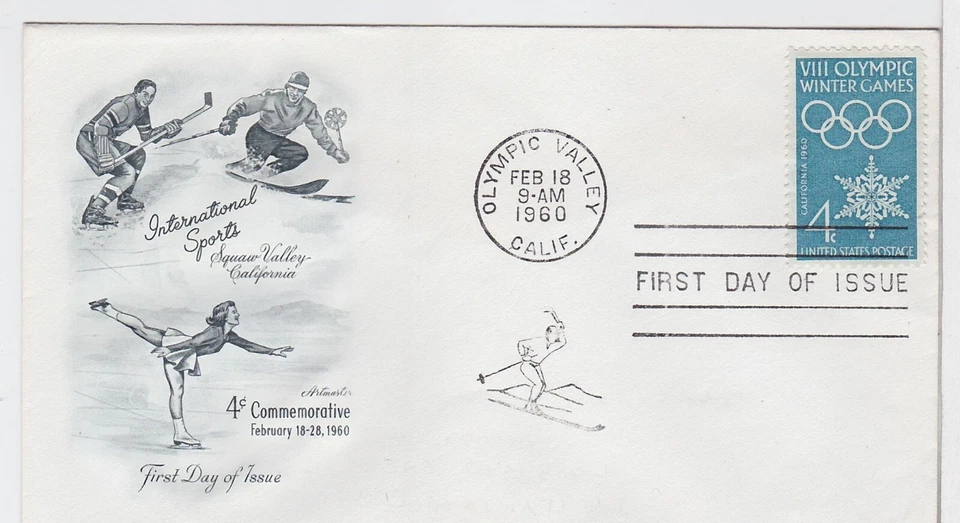 International
Sports
Squaw Valley
California
Artmaster
4¢ Commemorative
February 18-28, 1960
First Day of Issue
OLYMPIC VALLEY
FEB 18
9-AM
1960
CALIF.
VIII OLYMPIC
WINTER GAMES
CALIFORNIA 1960
4c
UNITED STATES POSTAGE
FIRST DAY OF ISSUE